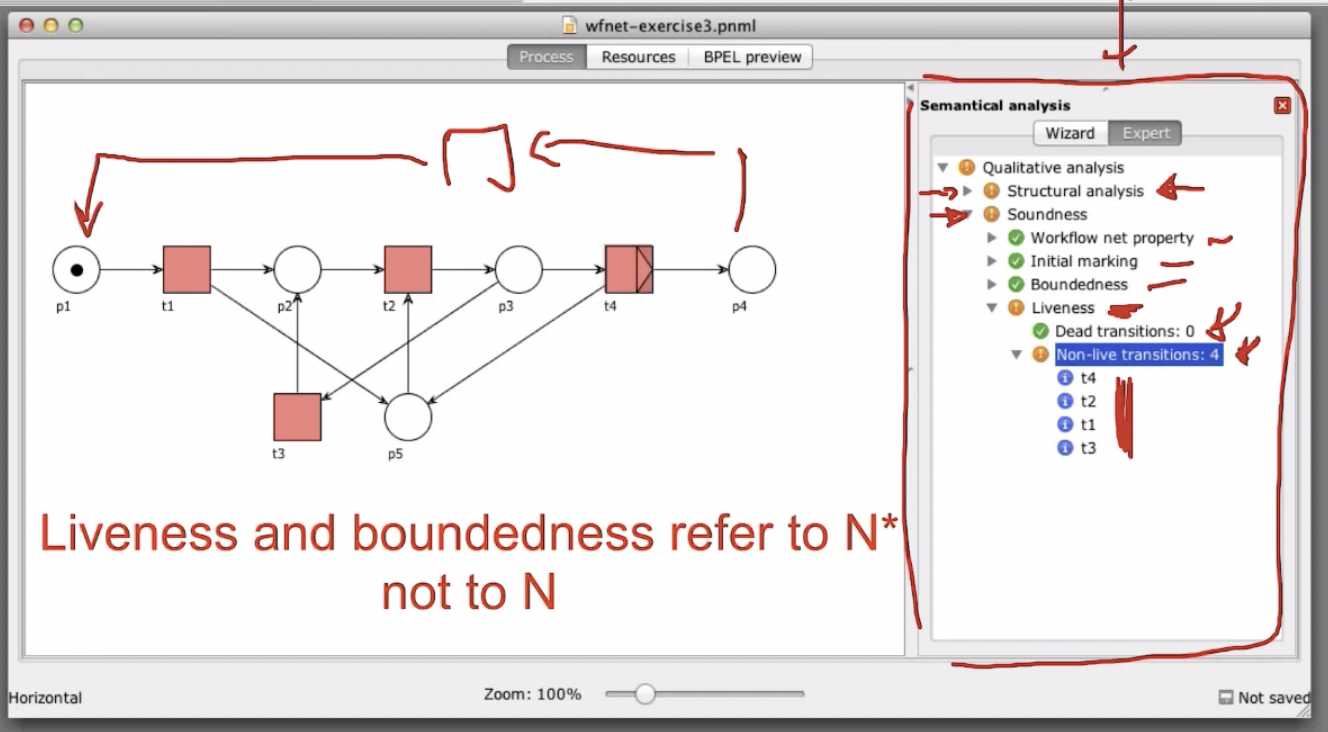 wfnet-exercise3.pnml
Process Resources BPEL preview
p1
t1
p2
t2
p3
t4
p4
t3
p5
Liveness and boundedness refer to N*
not to N
Semantical analysis
Wizard Expert
Qualitative analysis
Structural analysis
Soundness
Workflow net property
Initial marking
Boundedness
Liveness
Dead transitions: 0
Non-live transitions: 4
t4
t2
t1
t3
Horizontal
Zoom: 100%
Not saved